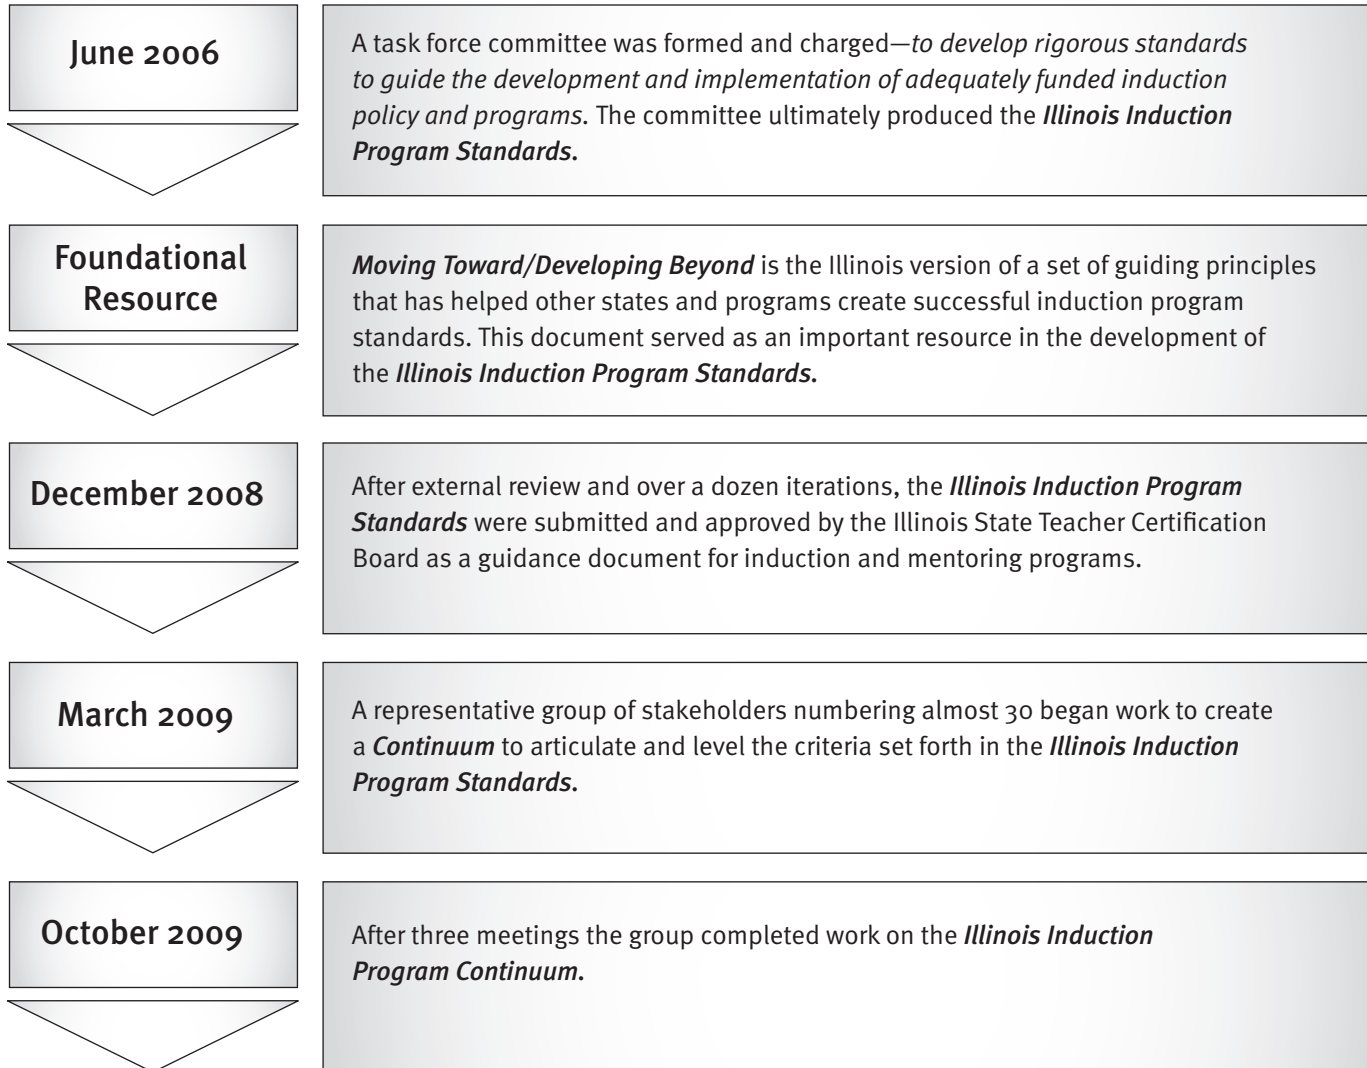 June 2006
A task force committee was formed and charged—to develop rigorous standards
to guide the development and implementation of adequately funded induction
policy and programs. The committee ultimately produced the Illinois Induction
Program Standards.
Foundational
Resource
Moving Toward/Developing Beyond is the Illinois version of a set of guiding principles
that has helped other states and programs create successful induction program
standards. This document served as an important resource in the development of
the Illinois Induction Program Standards.
December 2008
After external review and over a dozen iterations, the Illinois Induction Program
Standards were submitted and approved by the Illinois State Teacher Certification
Board as a guidance document for induction and mentoring programs.
March 2009
A representative group of stakeholders numbering almost 30 began work to create
a Continuum to articulate and level the criteria set forth in the Illinois Induction
Program Standards.
October 2009
After three meetings the group completed work on the Illinois Induction
Program Continuum.